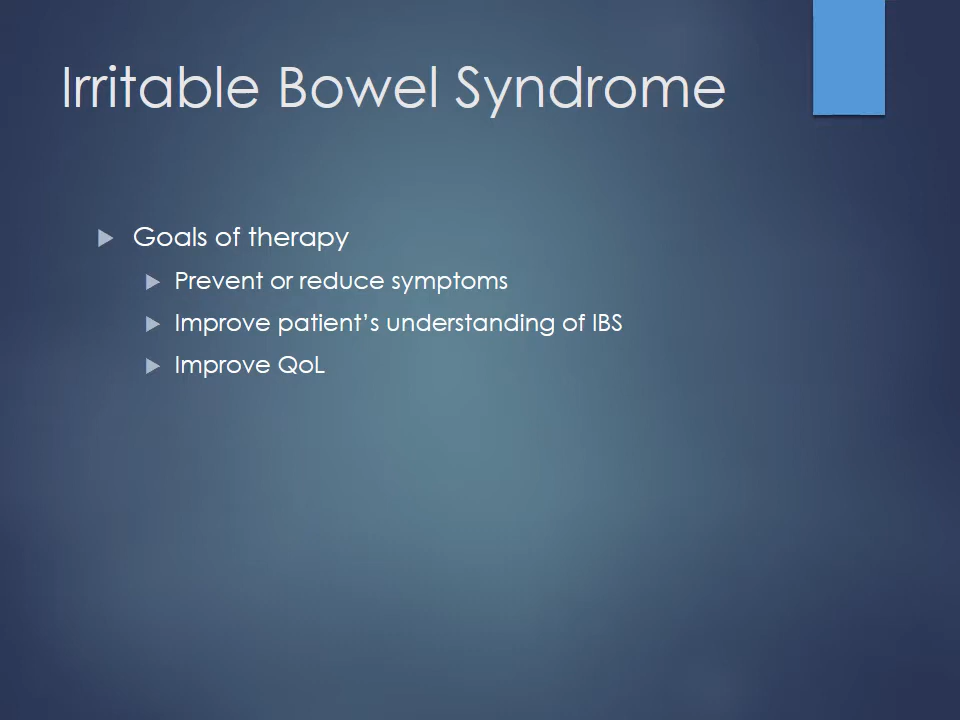 Irritable Bowel Syndrome
Goals of therapy
Prevent or reduce symptoms
Improve patient’s understanding of IBS
Improve QoL